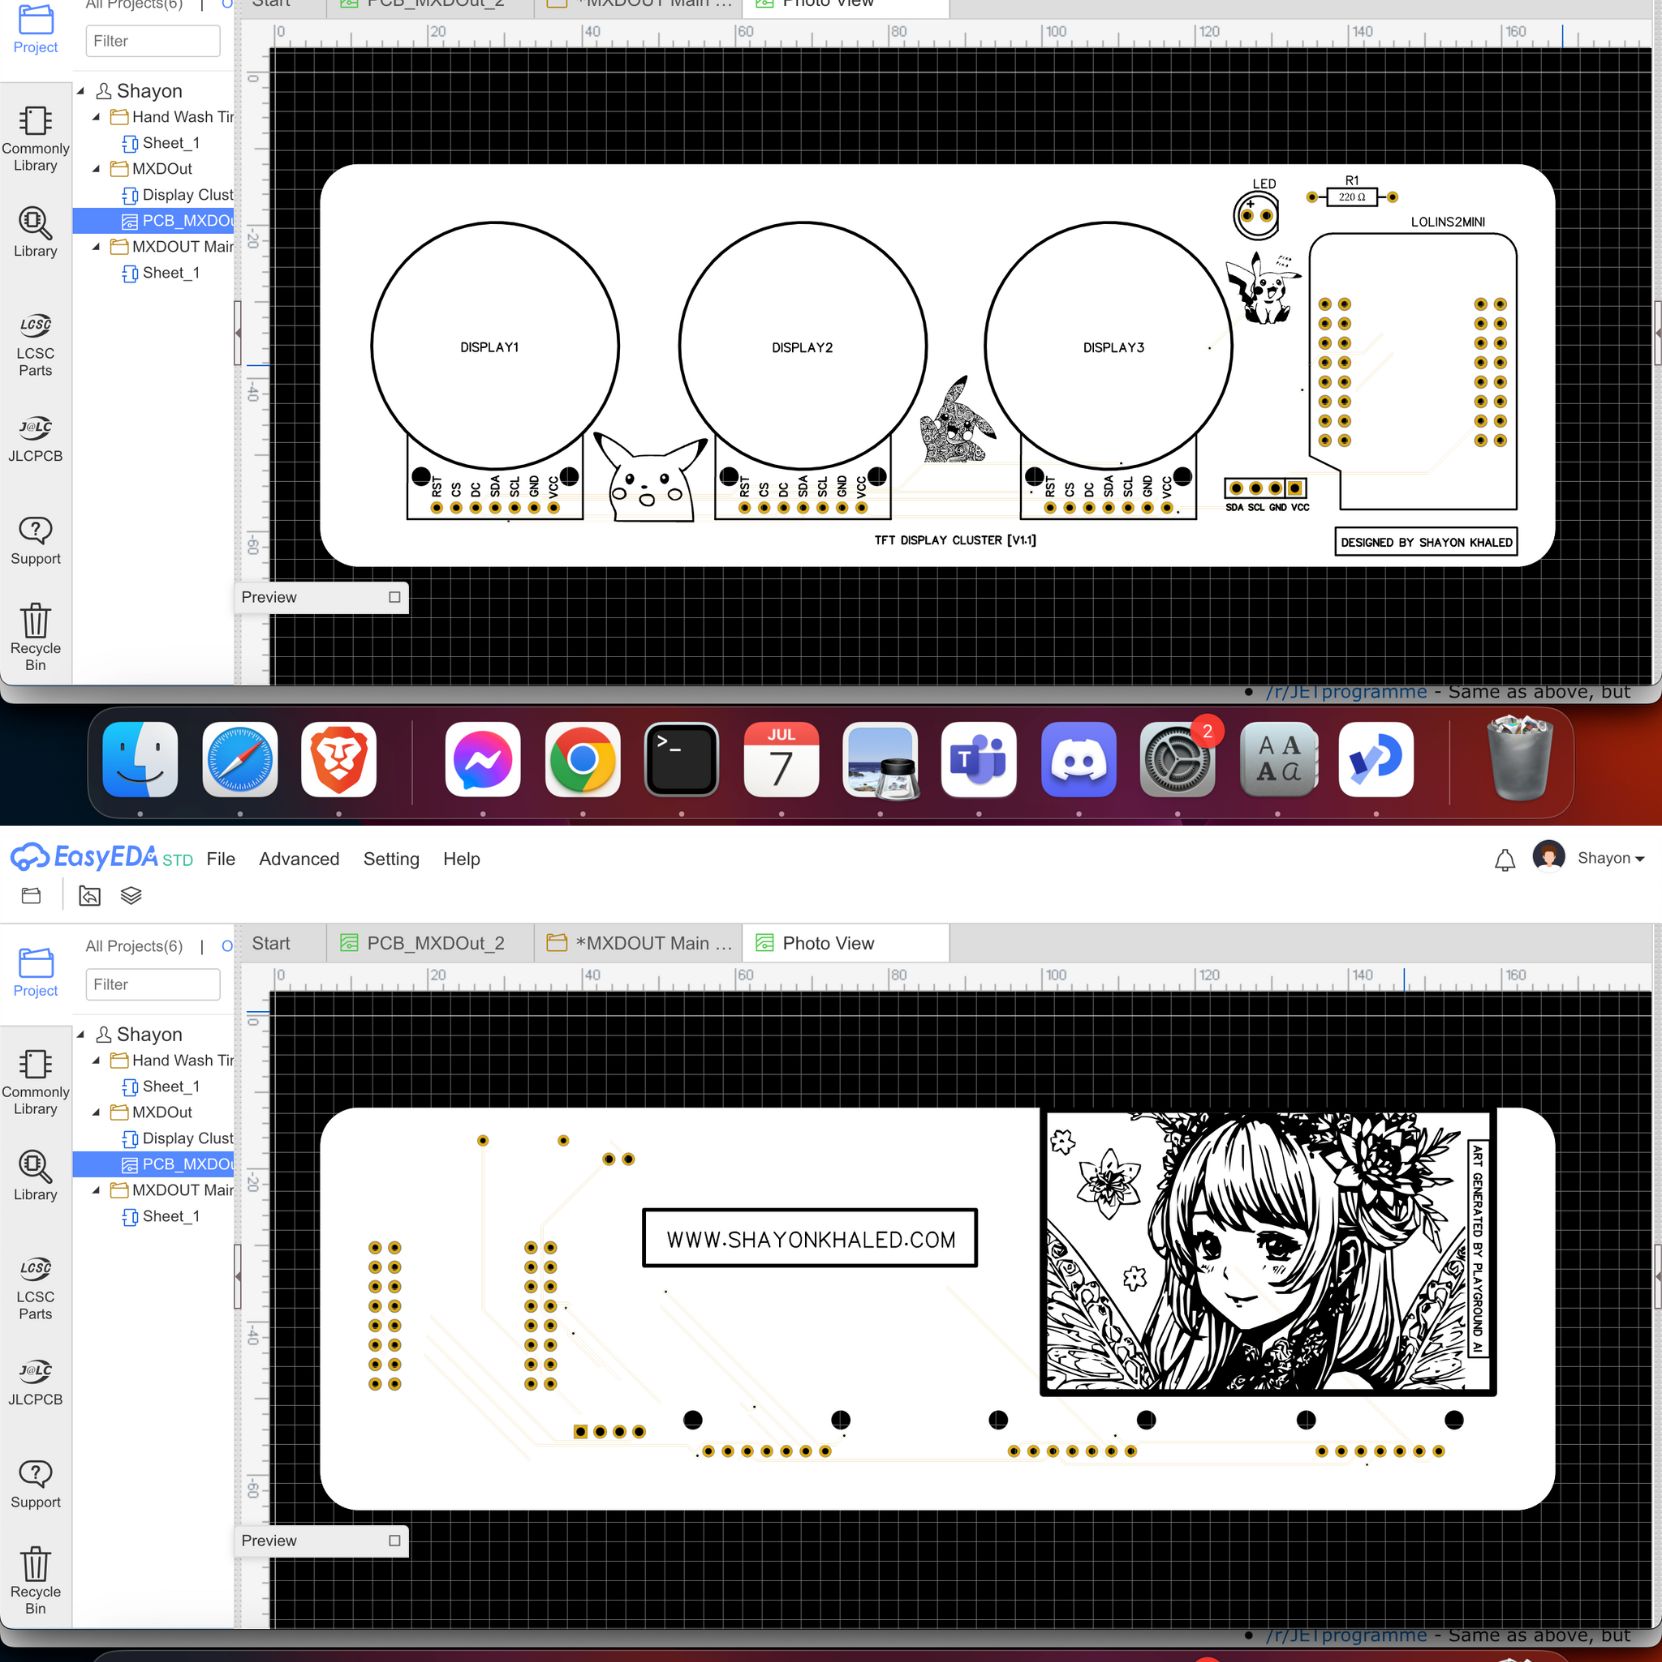 All Projects(6) | O
Start
PCB_MXDOut_2
*MXDOUT Main ...
Photo View
Project
Filter
0 20 40 60 80 100 120 140 160
Shayon
Hand Wash Tir
Sheet_1
MXDOut
Display Clust
PCB_MXDOu
MXDOUT Mair
Sheet_1
Commonly
Library
Library
LCSC
LCSC
Parts
J@LC
JLCPCB
Support
Recycle
Bin
0
-20
-40
-60
LED
+
R1
220 Ω
LOLINS2MINI
DISPLAY1
DISPLAY2
DISPLAY3
RST CS DC SDA SCL GND VCC
RST CS DC SDA SCL GND VCC
RST CS DC SDA SCL GND VCC
SDA SCL GND VCC
TFT DISPLAY CLUSTER [V1.1]
DESIGNED BY SHAYON KHALED
Preview
/r/JETprogramme - Same as above, but
>_
JUL
7
2
A A
A a
EasyEDA STD
File
Advanced
Setting
Help
Shayon
All Projects(6) | O
Start
PCB_MXDOut_2
*MXDOUT Main ...
Photo View
Project
Filter
0 20 40 60 80 100 120 140 160
Shayon
Hand Wash Tir
Sheet_1
MXDOut
Display Clust
PCB_MXDOu
MXDOUT Mair
Sheet_1
Commonly
Library
Library
LCSC
LCSC
Parts
J@LC
JLCPCB
Support
Recycle
Bin
0
-20
-40
-60
WWW.SHAYONKHALED.COM
ART GENERATED BY PLAYGROUND AI
Preview
/r/JETprogramme - Same as above, but